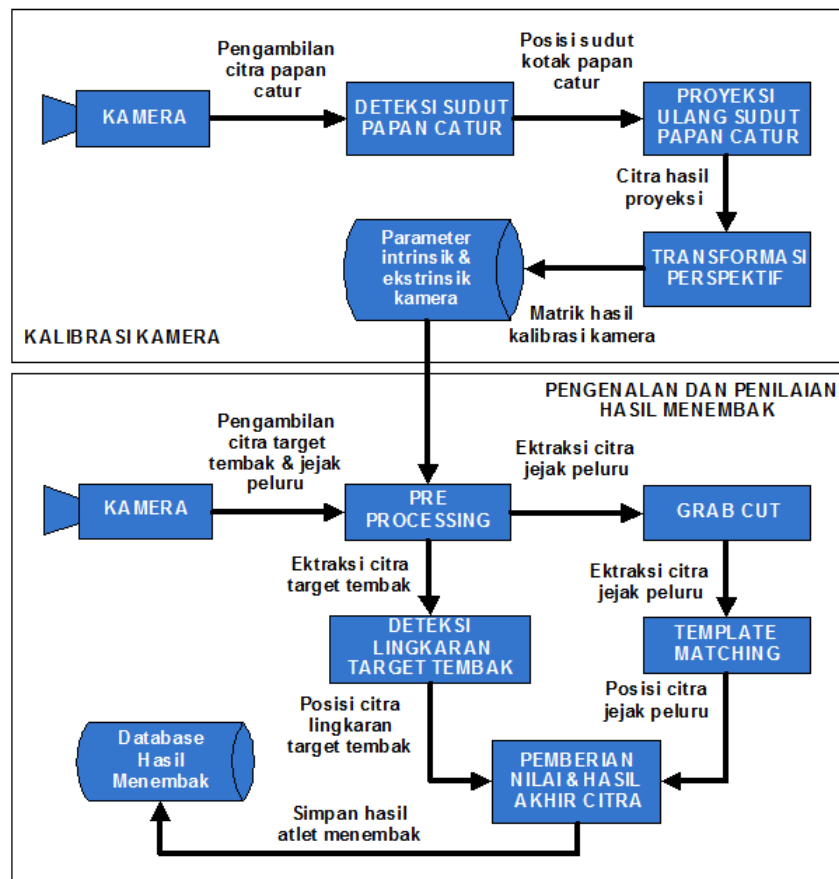 Pengambilan
citra papan
catur
Posisi sudut
kotak papan
catur
KAMERA
DETEKSI SUDUT
PAPAN CATUR
PROYEKSI
ULANG SUDUT
PAPAN CATUR
Citra hasil
proyeksi
Parameter
intrinsik &
ekstrinsik
kamera
TRANSFORMASI
PERSPEKTIF
Matrik hasil
kalibrasi kamera
KALIBRASI KAMERA
PENGENALAN DAN PENILAIAN
HASIL MENEMBAK
Pengambilan
citra target
tembak & jejak
peluru
Ektraksi citra
jejak peluru
KAMERA
PRE
PROCESSING
GRAB CUT
Ektraksi citra
target tembak
Ektraksi citra
jejak peluru
DETEKSI
LINGKARAN
TARGET TEMBAK
TEMPLATE
MATCHING
Posisi citra
lingkaran
target tembak
Posisi citra
jejak peluru
Database
Hasil
Menembak
PEMBERIAN
NILAI & HASIL
AKHIR CITRA
Simpan hasil
atlet menembak